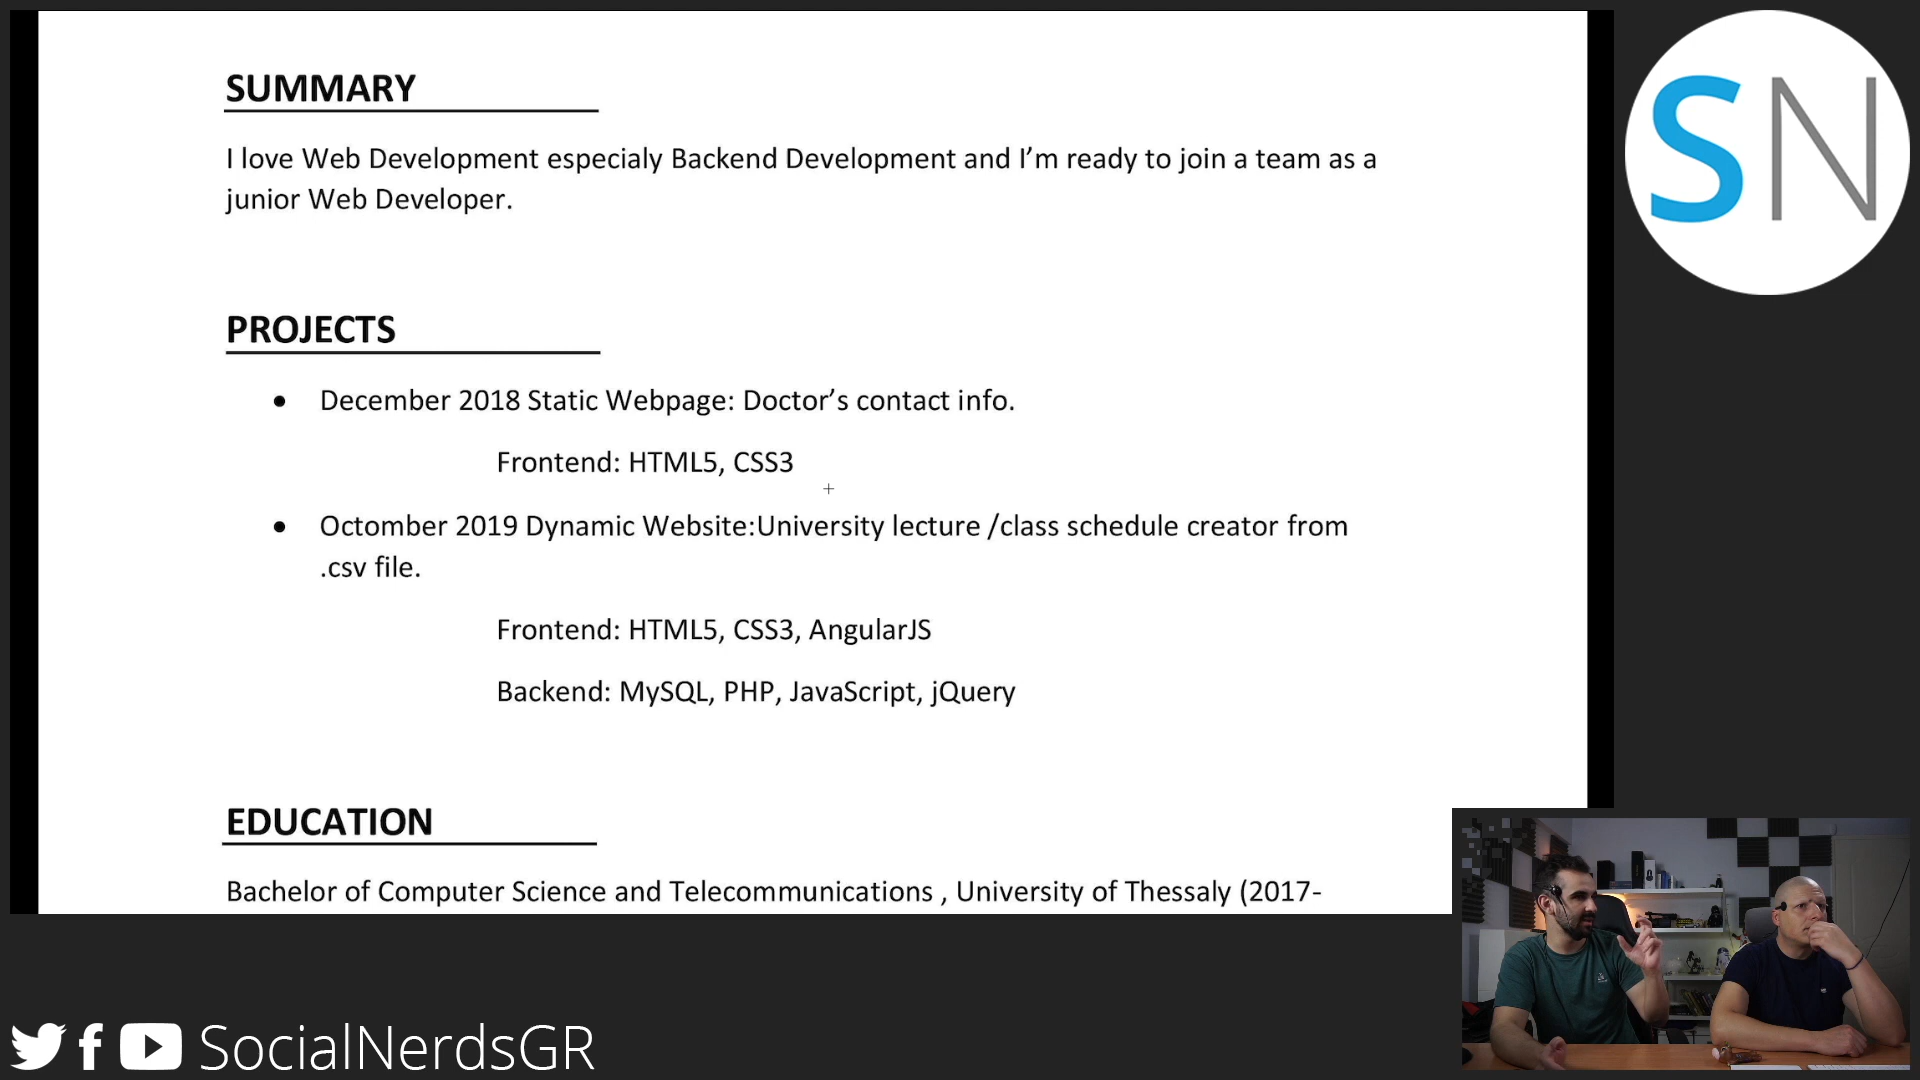 SUMMARY
I love Web Development especialy Backend Development and I’m ready to join a team as a
junior Web Developer.
PROJECTS
• December 2018 Static Webpage: Doctor’s contact info.
Frontend: HTML5, CSS3
• Octomber 2019 Dynamic Website:University lecture /class schedule creator from
.csv file.
Frontend: HTML5, CSS3, AngularJS
Backend: MySQL, PHP, JavaScript, jQuery
EDUCATION
Bachelor of Computer Science and Telecommunications , University of Thessaly (2017-
SN
SocialNerdsGR